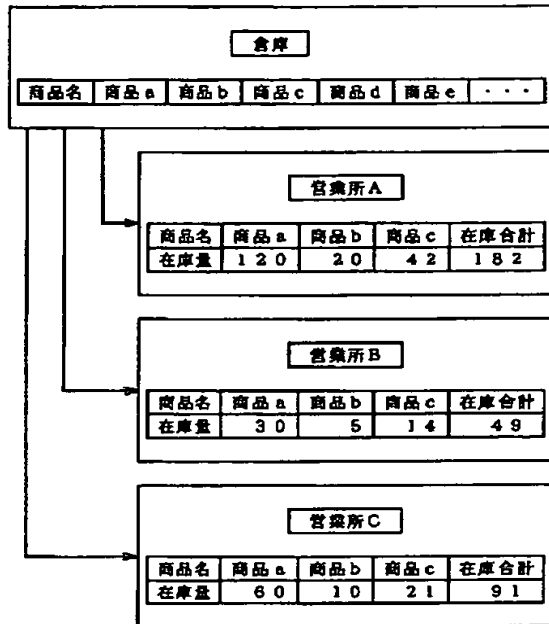 倉庫
商品名 商品a 商品b 商品c 商品d 商品e ・・・
営業所A
商品名 商品a 商品b 商品c 在庫合計
在庫量 120 20 42 182
営業所B
商品名 商品a 商品b 商品c 在庫合計
在庫量 30 5 14 49
営業所C
商品名 商品a 商品b 商品c 在庫合計
在庫量 60 10 21 91